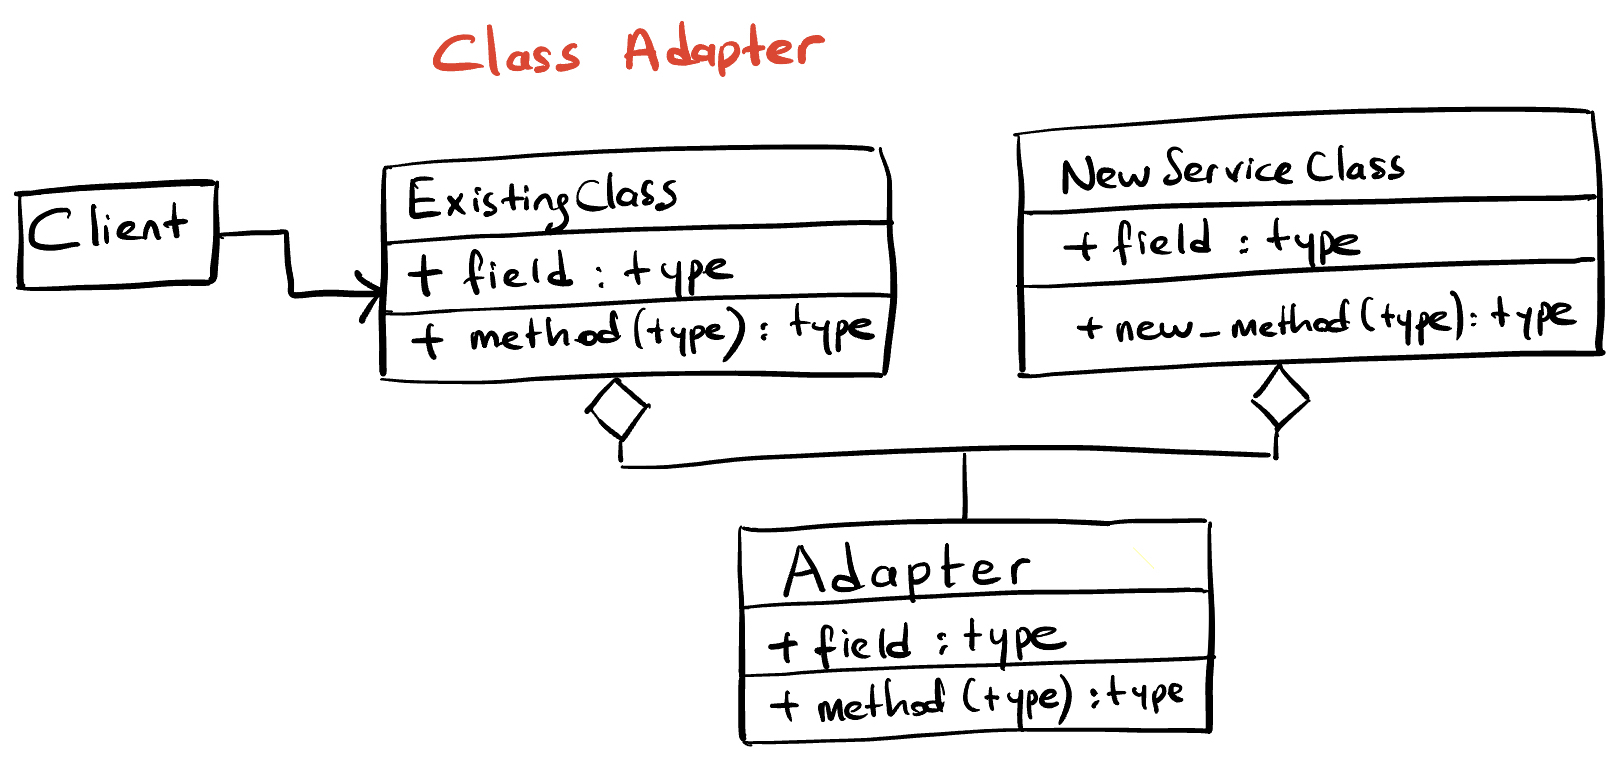 Class Adapter
Client
ExistingClass
+ field : type
+ method (type) : type
New Service Class
+ field : type
+ new_method (type) : type
Adapter
+ field : type
+ method (type) : type